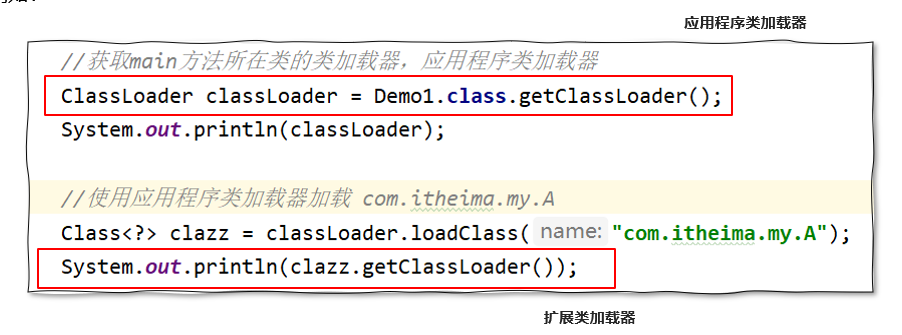 应用程序类加载器
//获取main方法所在类的类加载器，应用程序类加载器
ClassLoader classLoader = Demo1.class.getClassLoader();
System.out.println(classLoader);
//使用应用程序类加载器加载 com.itheima.my.A
Class<?> clazz = classLoader.loadClass( name: "com.itheima.my.A");
System.out.println(clazz.getClassLoader());
扩展类加载器